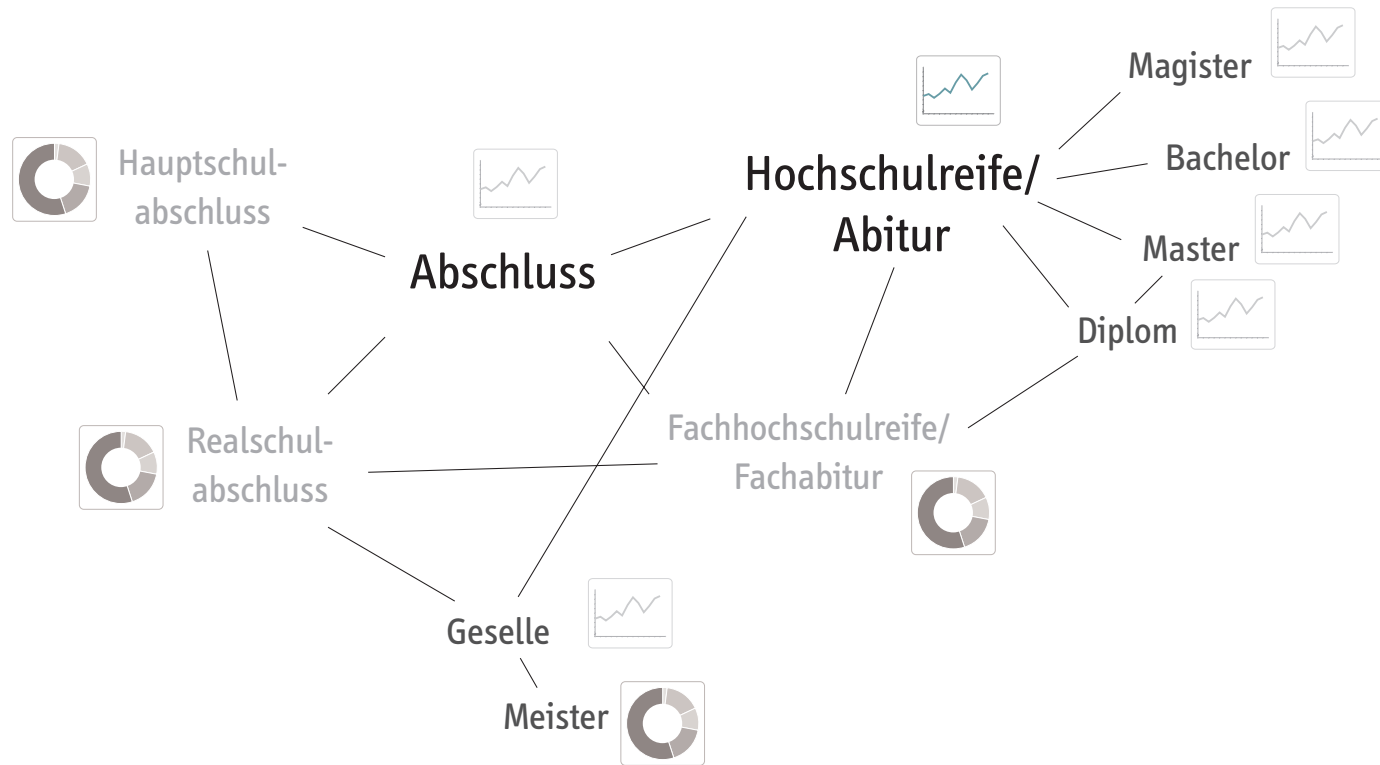 Magister
Hauptschul-
abschluss
Abschluss
Hochschulreife/
Abitur
Bachelor
Master
Diplom
Realschul-
abschluss
Fachhochschulreife/
Fachabitur
Geselle
Meister